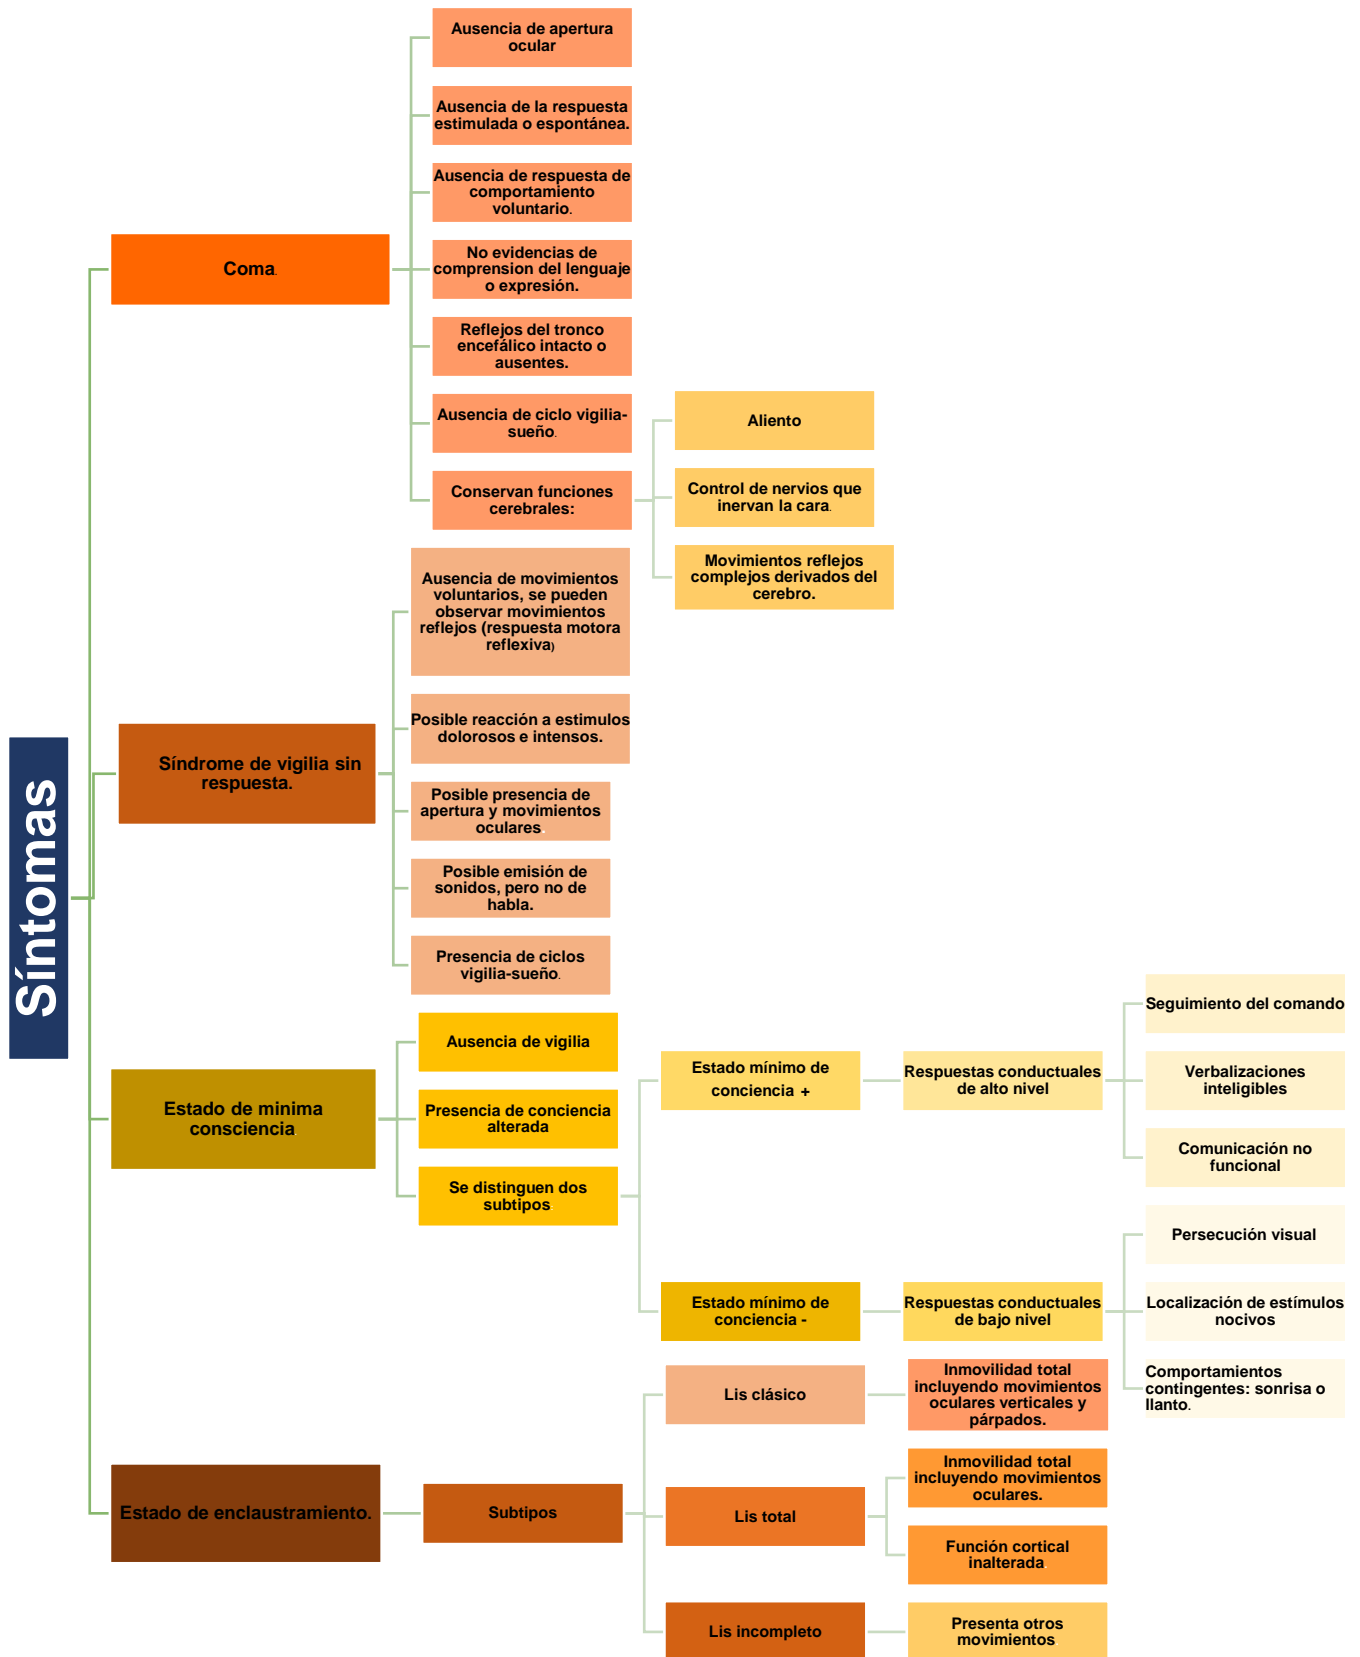 Síntomas
Coma.
Ausencia de apertura
ocular
Ausencia de la respuesta
estimulada o espontánea.
Ausencia de respuesta de
comportamiento
voluntario.
No evidencias de
comprension del lenguaje
o expresión.
Reflejos del tronco
encefálico intacto o
ausentes.
Ausencia de ciclo vigilia-
sueño.
Conservan funciones
cerebrales:
Aliento
Control de nervios que
inervan la cara.
Movimientos reflejos
complejos derivados del
cerebro.
Síndrome de vigilia sin
respuesta.
Ausencia de movimientos
voluntarios, se pueden
observar movimientos
reflejos (respuesta motora
reflexiva)
Posible reacción a estimulos
dolorosos e intensos.
Posible presencia de
apertura y movimientos
oculares.
Posible emisión de
sonidos, pero no de
habla.
Presencia de ciclos
vigilia-sueño.
Estado de minima
consciencia.
Ausencia de vigilia
Presencia de conciencia
alterada
Se distinguen dos
subtipos:
Estado mínimo de
conciencia +
Respuestas conductuales
de alto nivel
Seguimiento del comando
Verbalizaciones
inteligibles
Comunicación no
funcional
Estado mínimo de
conciencia -
Respuestas conductuales
de bajo nivel
Persecución visual
Localización de estímulos
nocivos
Comportamientos
contingentes: sonrisa o
llanto.
Estado de enclaustramiento.
Subtipos
Lis clásico
Inmovilidad total
incluyendo movimientos
oculares verticales y
párpados.
Lis total
Inmovilidad total
incluyendo movimientos
oculares.
Función cortical
inalterada
Lis incompleto
Presenta otros
movimientos